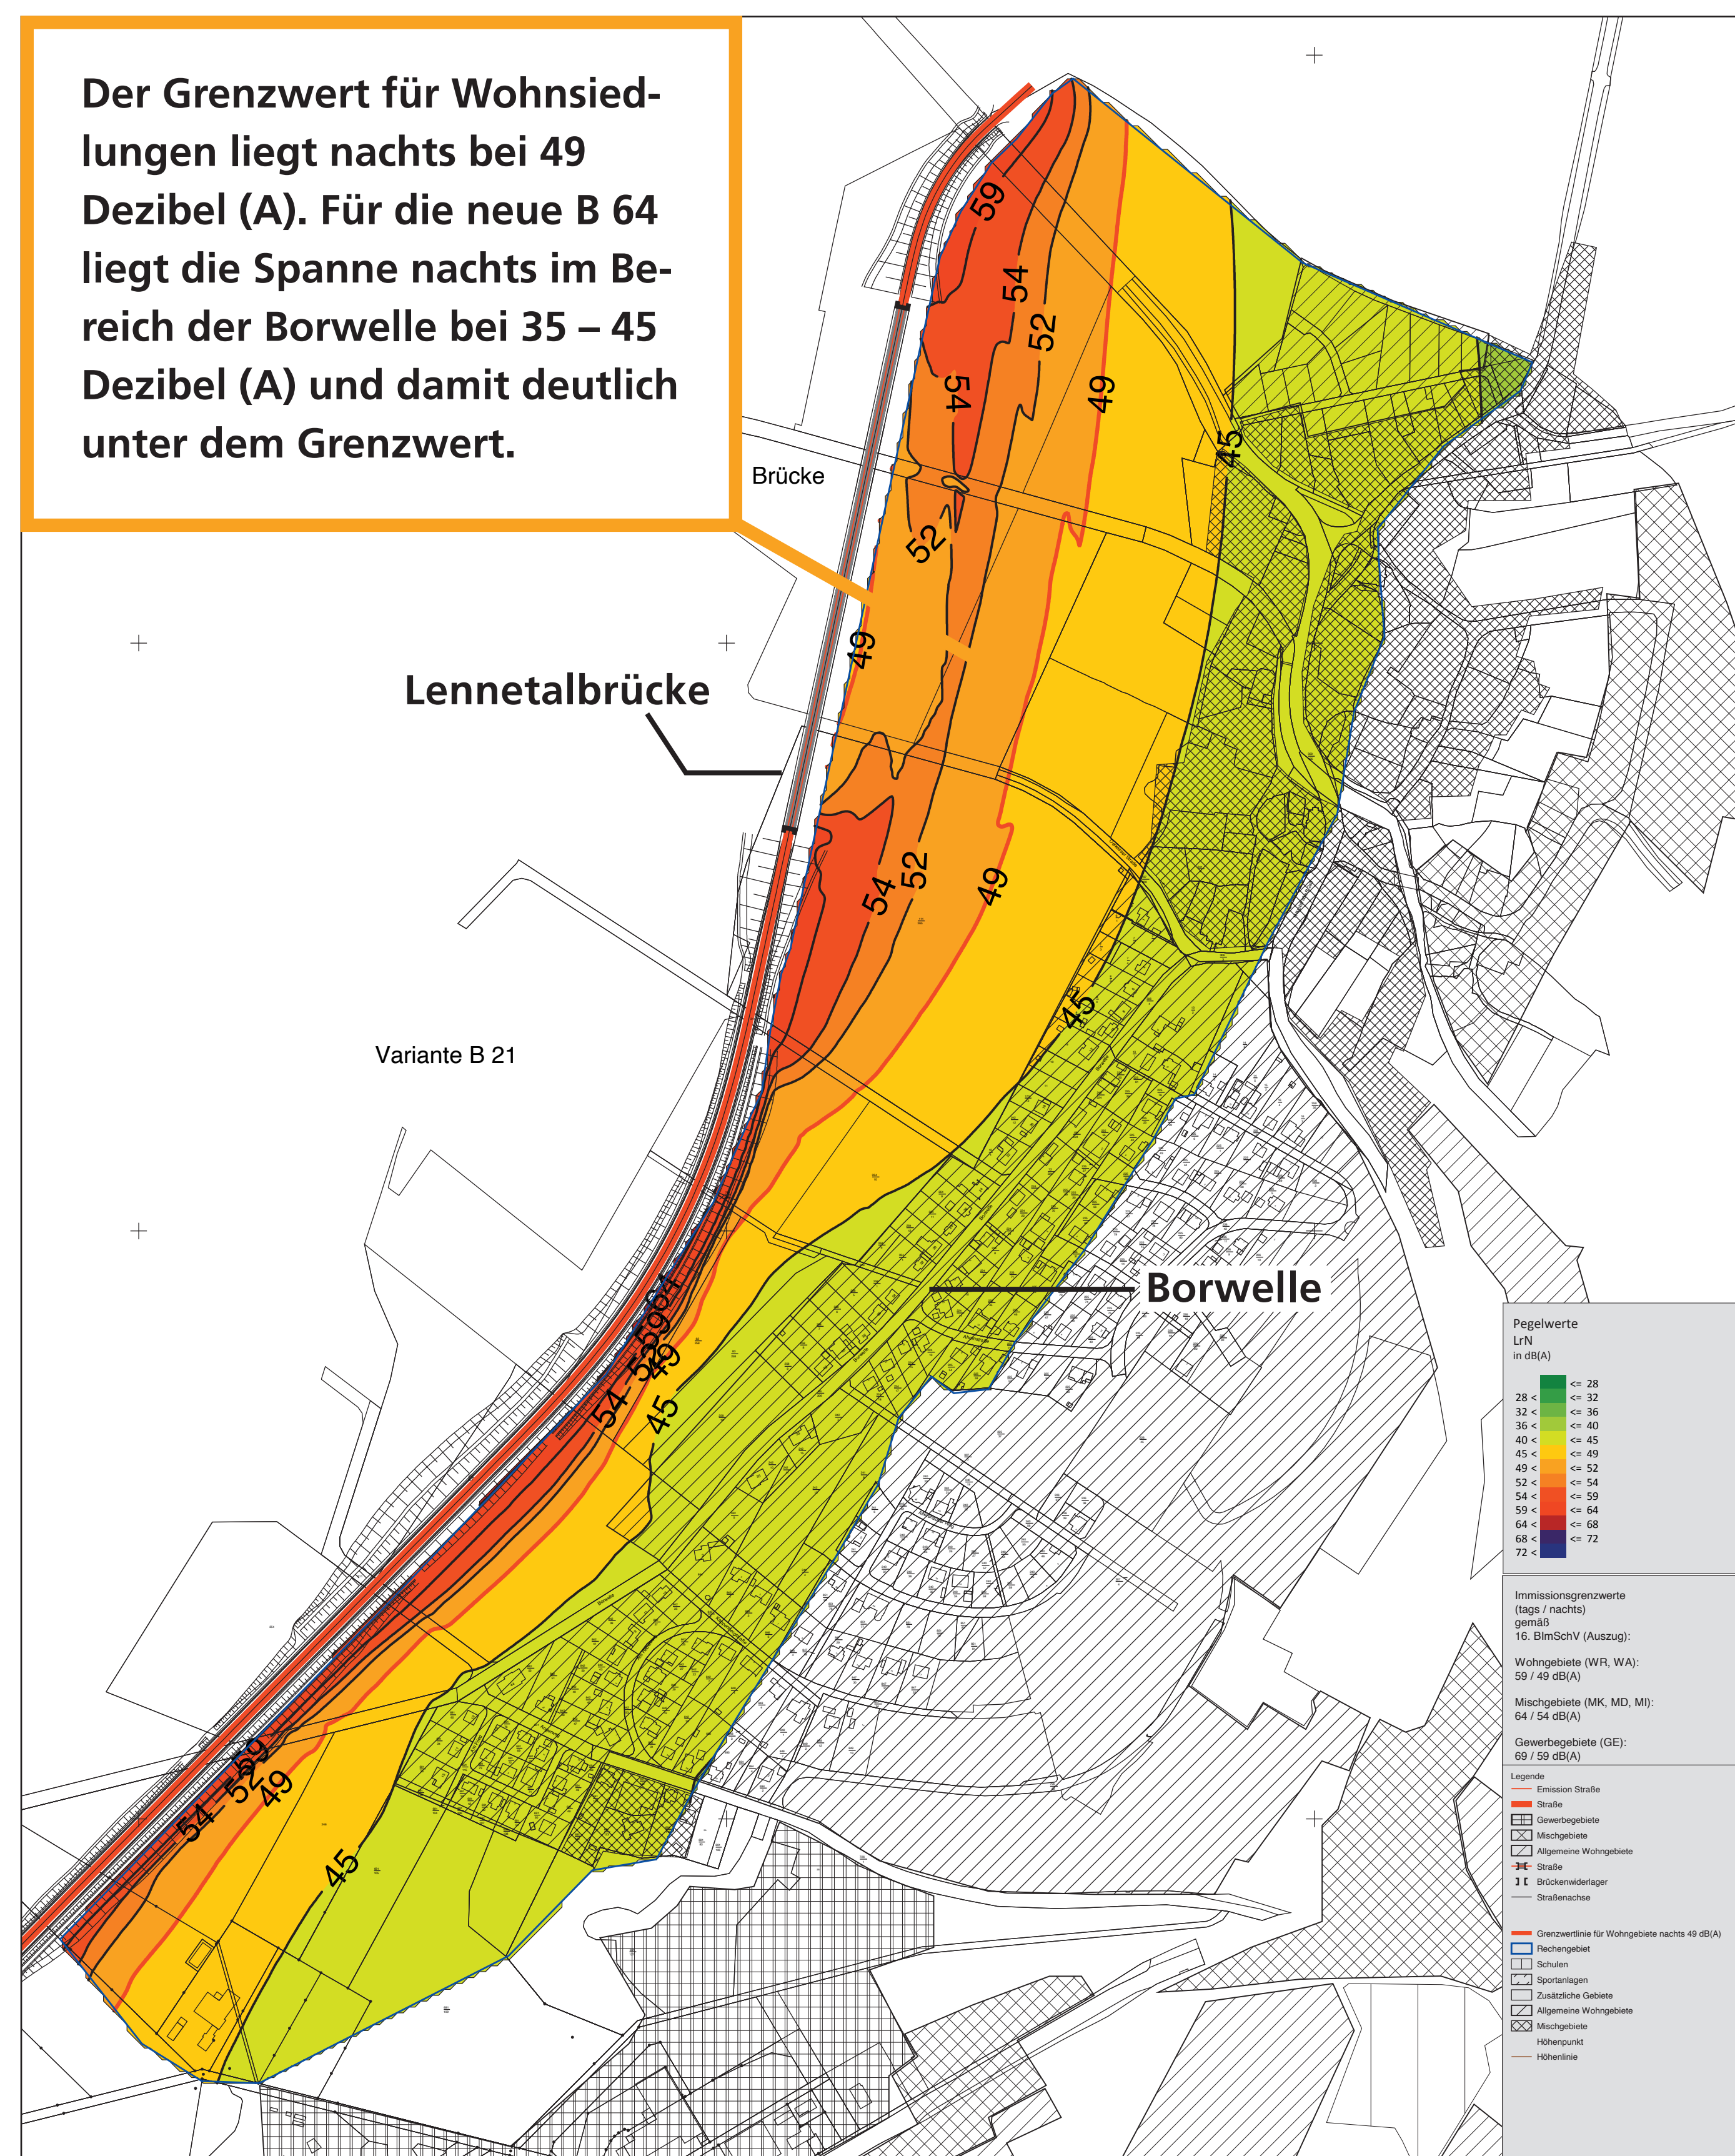 Der Grenzwert für Wohnsied-
lungen liegt nachts bei 49
Dezibel (A). Für die neue B 64
liegt die Spanne nachts im Be-
reich der Borwelle bei 35 – 45
Dezibel (A) und damit deutlich
unter dem Grenzwert.
59
54
52
49
54
45
Brücke
52
49
Lennetalbrücke
54
52
49
45
Variante B 21
Borwelle
64
59
52
49
54
45
59
52
49
54
45
Pegelwerte
LrN
in dB(A)
<= 28
28 < <= 32
32 < <= 36
36 < <= 40
40 < <= 45
45 < <= 49
49 < <= 52
52 < <= 54
54 < <= 59
59 < <= 64
64 < <= 68
68 < <= 72
72 <
Immissionsgrenzwerte
(tags / nachts)
gemäß
16. BImSchV (Auszug):
Wohngebiete (WR, WA):
59 / 49 dB(A)
Mischgebiete (MK, MD, MI):
64 / 54 dB(A)
Gewerbegebiete (GE):
69 / 59 dB(A)
Legende
Emission Straße
Straße
Gewerbegebiete
Mischgebiete
Allgemeine Wohngebiete
Straße
Brückenwiderlager
Straßenachse
Grenzwertlinie für Wohngebiete nachts 49 dB(A)
Rechengebiet
Schulen
Sportanlagen
Zusätzliche Gebiete
Allgemeine Wohngebiete
Mischgebiete
Höhenpunkt
Höhenlinie